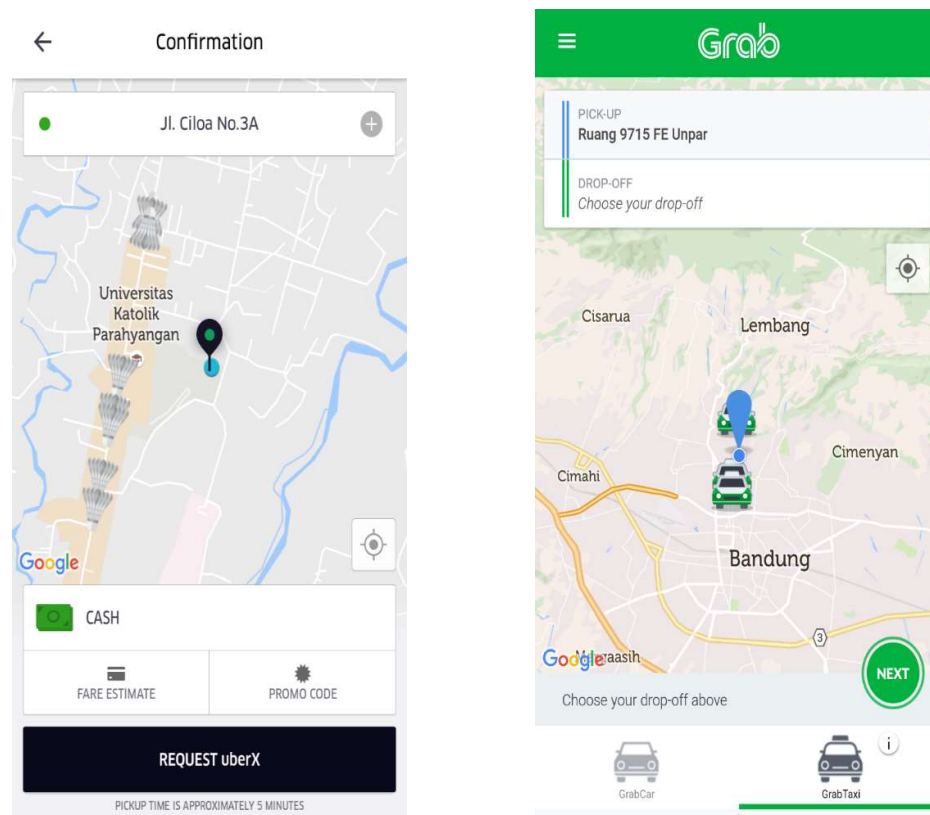 Confirmation
Jl. Ciloa No.3A
Universitas
Katolik
Parahyangan
Google
CASH
FARE ESTIMATE
PROMO CODE
REQUEST uberX
PICKUP TIME IS APPROXIMATELY 5 MINUTES
Grab
PICK-UP
Ruang 9715 FE Unpar
DROP-OFF
Choose your drop-off
Cisarua
Lembang
Cimenyan
Cimahi
Bandung
3
Google
NEXT
Choose your drop-off above
i
GrabCar
GrabTaxi